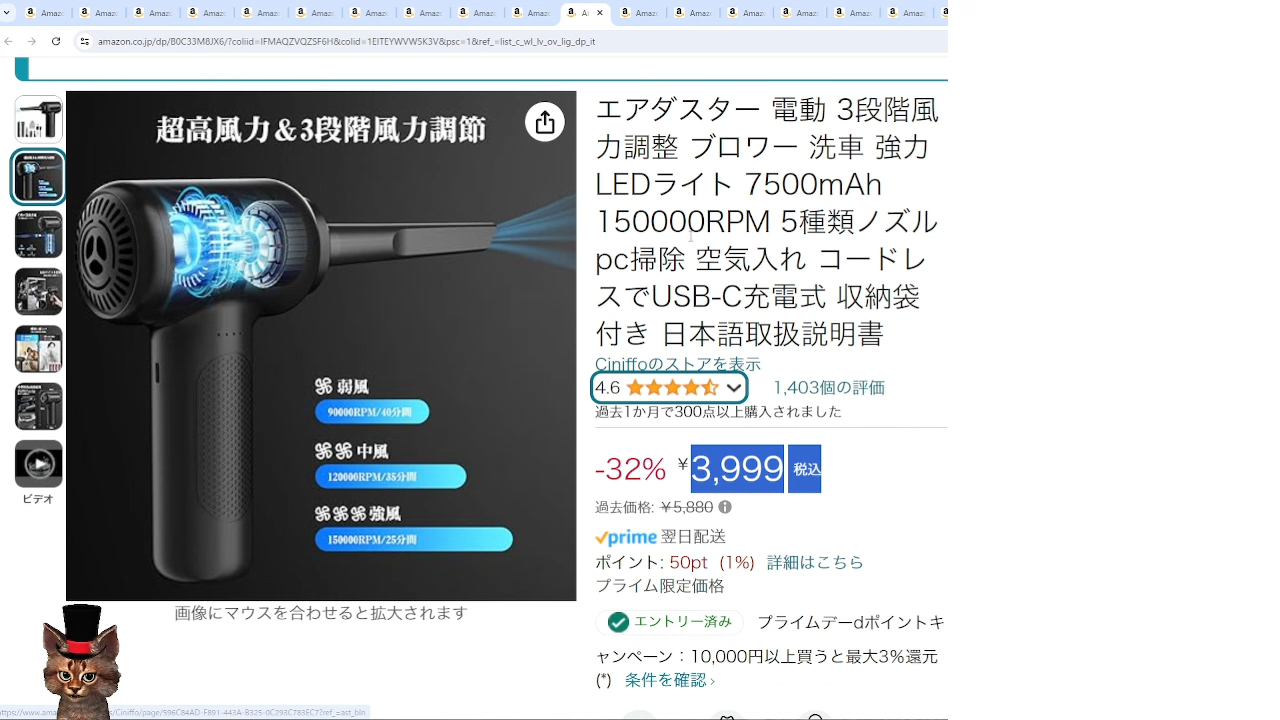 amazon.co.jp/dp/B0C33M8JX6/?coliid=IFMAQZVQZSF6H&colid=1EITEYWVW5K3V&psc=1&ref_=list_c_wl_lv_ov_lig_dp_it
超高風力&3段階風力調節
弱風
90000RPM/40分間
中風
120000RPM/35分間
強風
150000RPM/25分間
画像にマウスを合わせると拡大されます
ビデオ
エアダスター 電動 3段階風
力調整 ブロワー 洗車 強力
LEDライト 7500mAh
150000RPM 5種類ノズル
pc掃除 空気入れ コードレ
スでUSB-C充電式 収納袋
付き 日本語取扱説明書
Ciniffoのストアを表示
4.6 1,403個の評価
過去1か月で300点以上購入されました
-32% ¥3,999 税込
過去価格: ¥5,880
prime 翌日配送
ポイント: 50pt (1%) 詳細はこちら
プライム限定価格
エントリー済み プライムデーdポイントキ
ャンペーン：10,000円以上買うと最大3%還元
(*) 条件を確認 ›